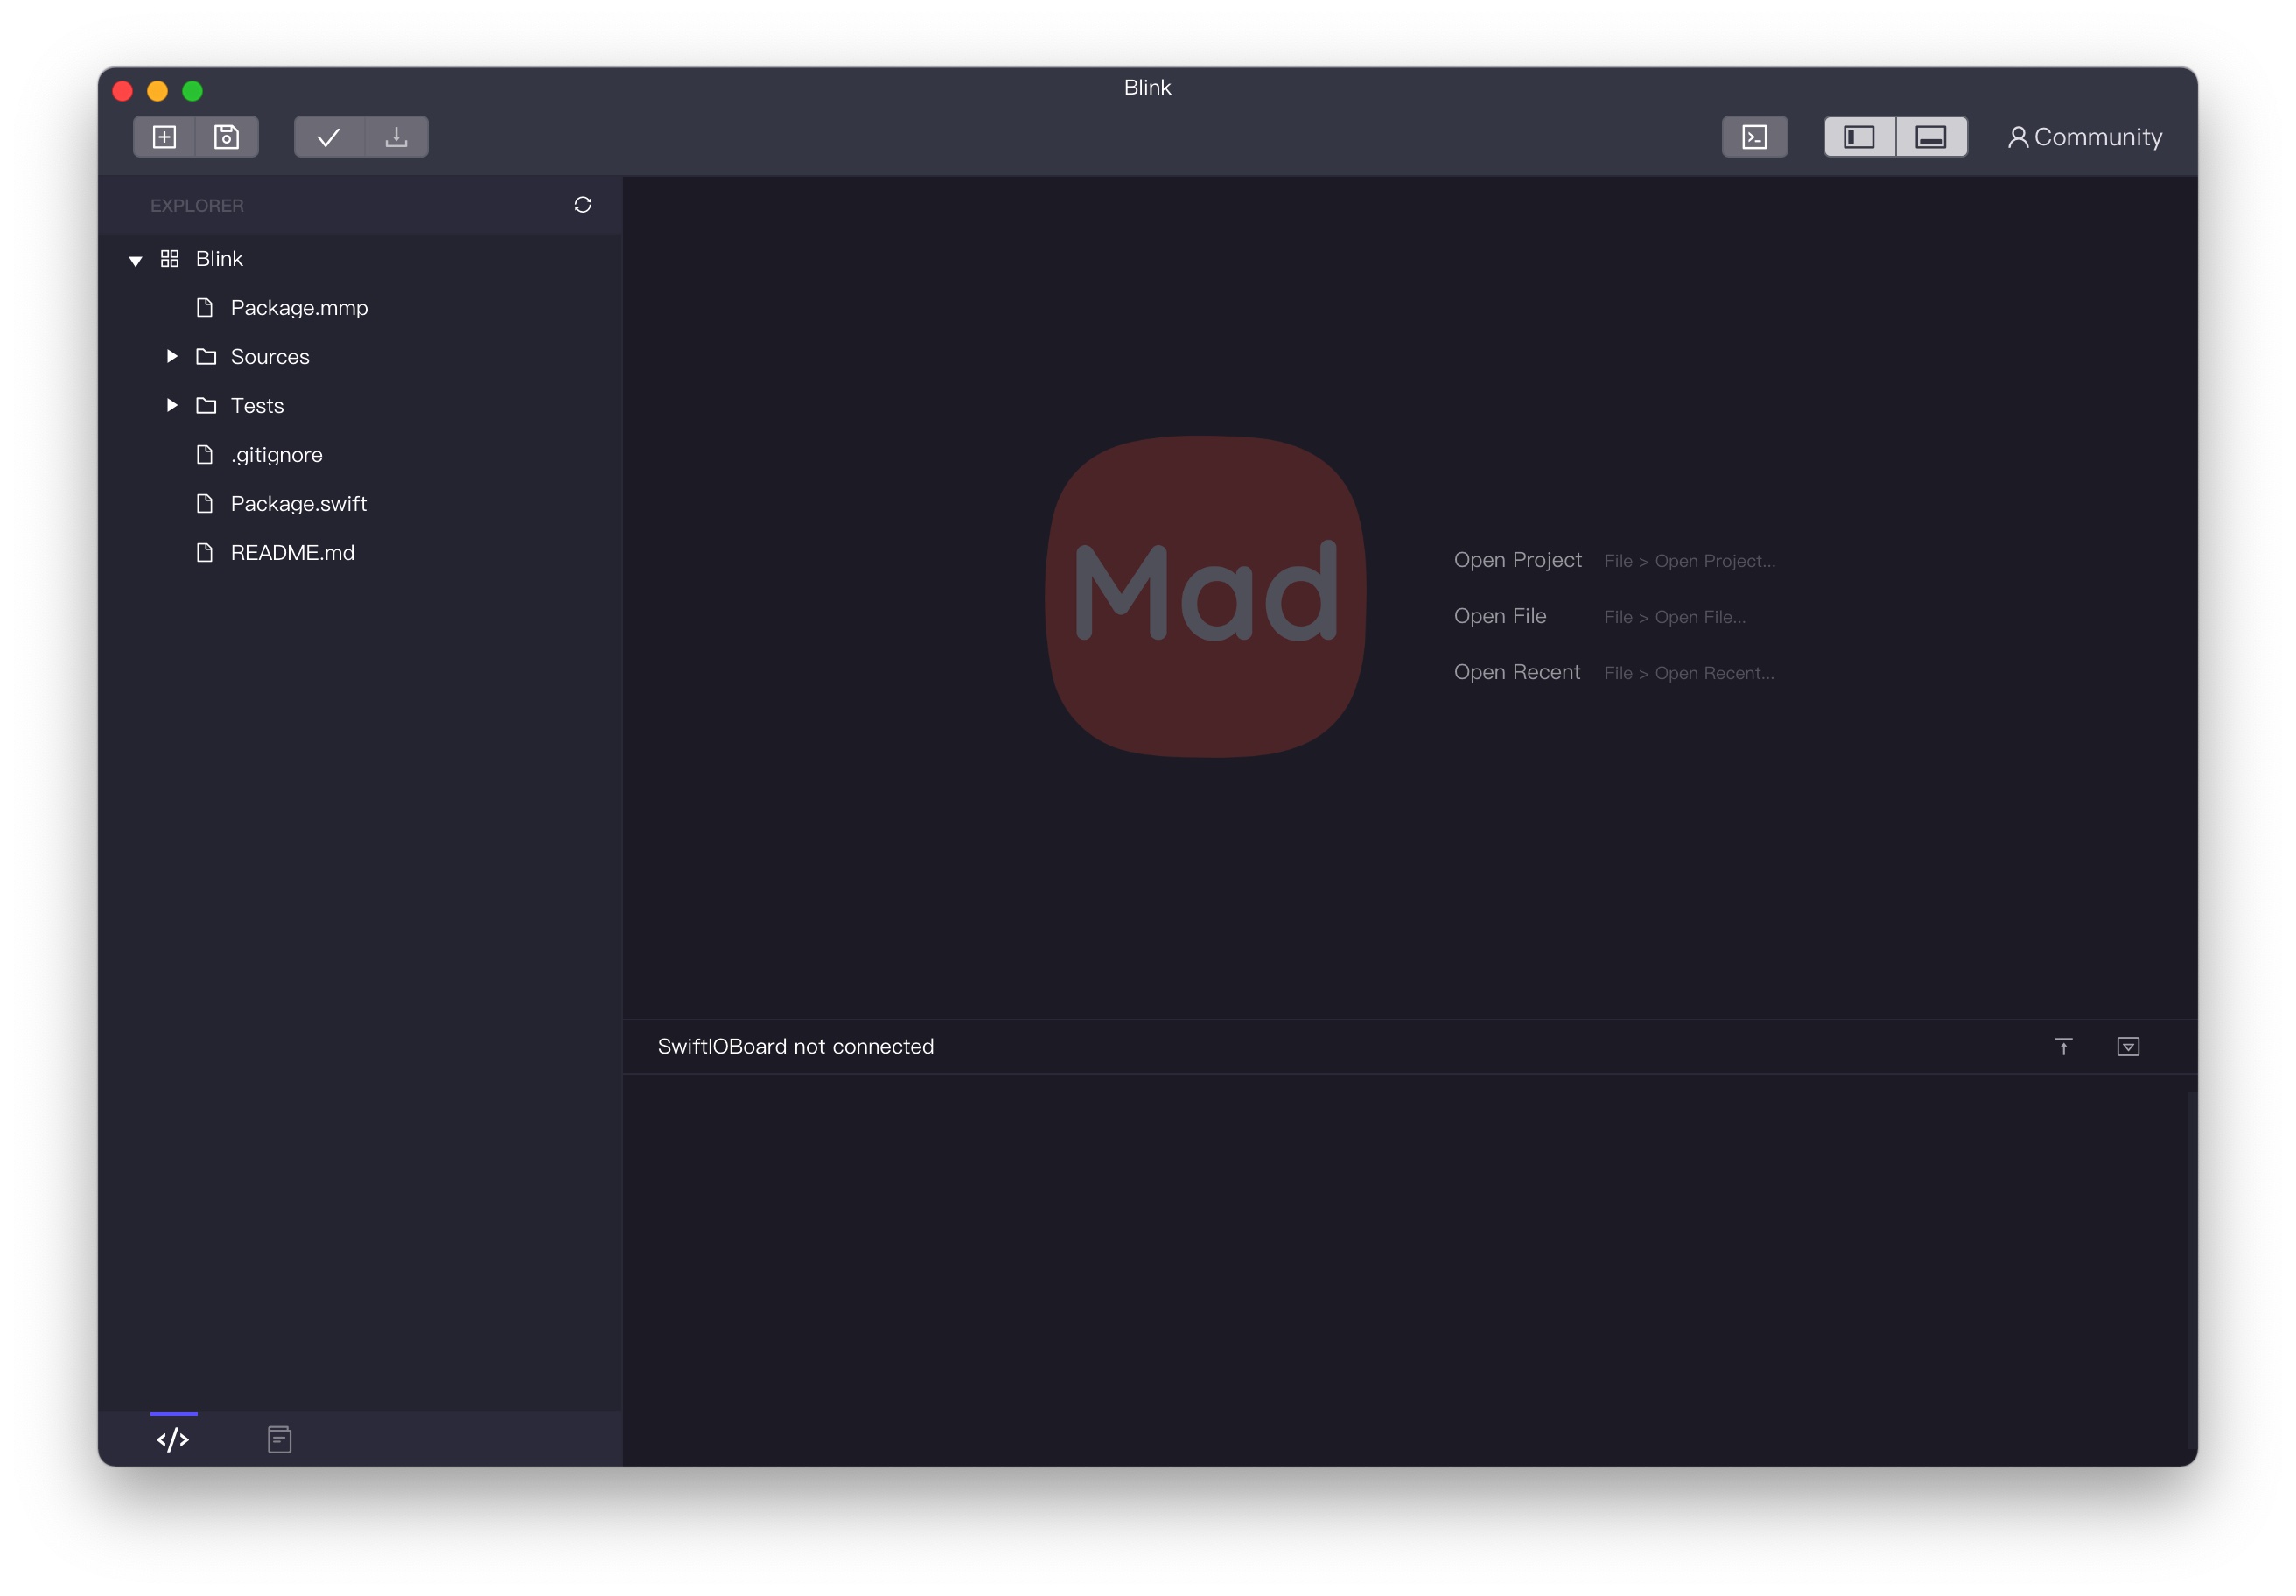 Blink
Community
EXPLORER
Blink
Package.mmp
Sources
Tests
.gitignore
Package.swift
README.md
Mad
Open Project File > Open Project...
Open File File > Open File...
Open Recent File > Open Recent...
SwiftIOBoard not connected